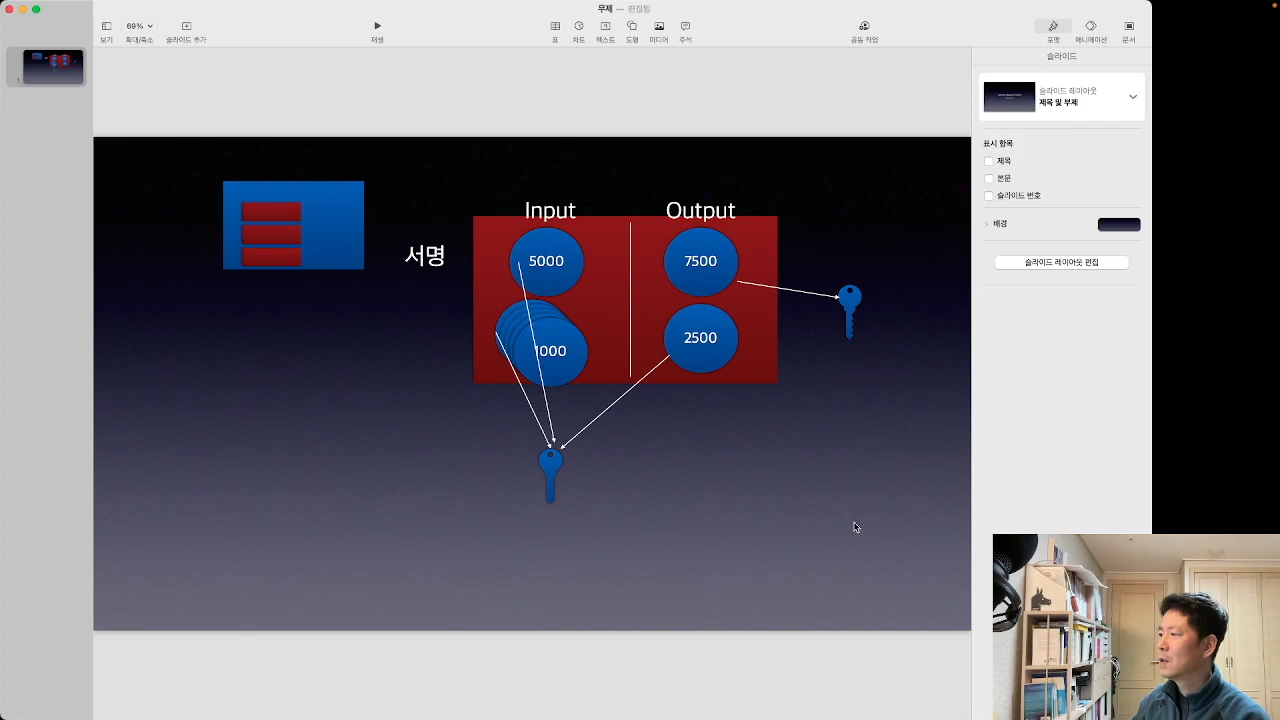 무제 — 편집됨
69%
보기
확대/축소
슬라이드 추가
재생
표
차트
텍스트
도형
미디어
주석
공동 작업
포맷
애니메이션
문서
1
슬라이드
슬라이드 레이아웃
제목 및 부제
표시 항목
제목
본문
슬라이드 번호
배경
슬라이드 레이아웃 편집
Input
Output
서명
5000
7500
1000
2500